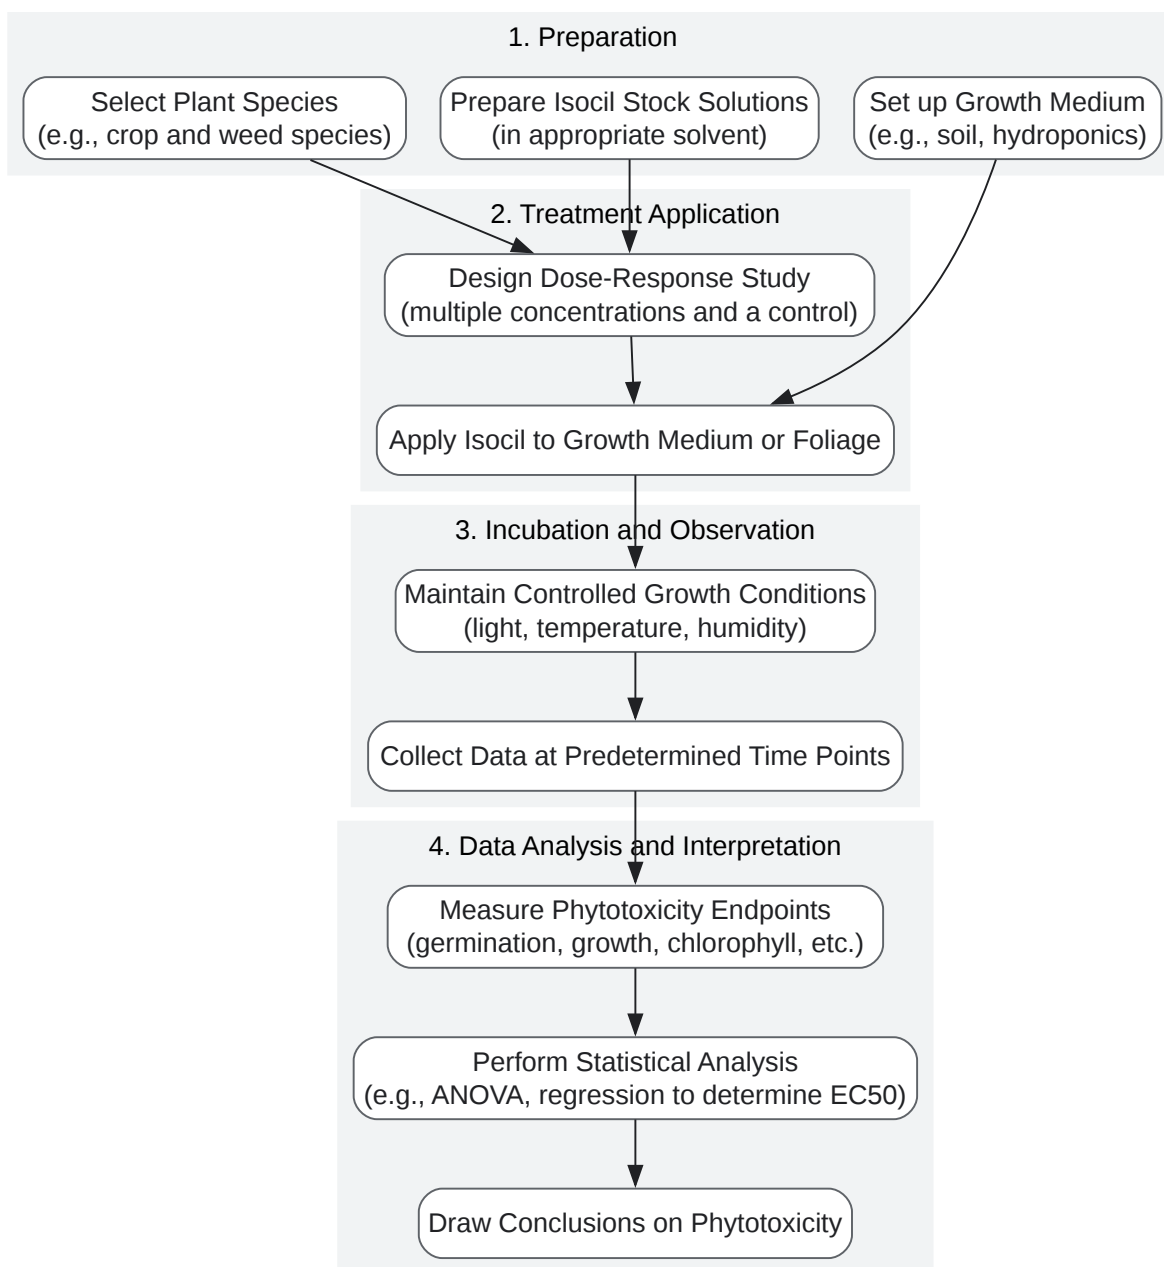 1. Preparation
Select Plant Species
(e.g., crop and weed species)
Prepare Isocil Stock Solutions
(in appropriate solvent)
Set up Growth Medium
(e.g., soil, hydroponics)
2. Treatment Application
Design Dose-Response Study
(multiple concentrations and a control)
Apply Isocil to Growth Medium or Foliage
3. Incubation and Observation
Maintain Controlled Growth Conditions
(light, temperature, humidity)
Collect Data at Predetermined Time Points
4. Data Analysis and Interpretation
Measure Phytotoxicity Endpoints
(germination, growth, chlorophyll, etc.)
Perform Statistical Analysis
(e.g., ANOVA, regression to determine EC50)
Draw Conclusions on Phytotoxicity